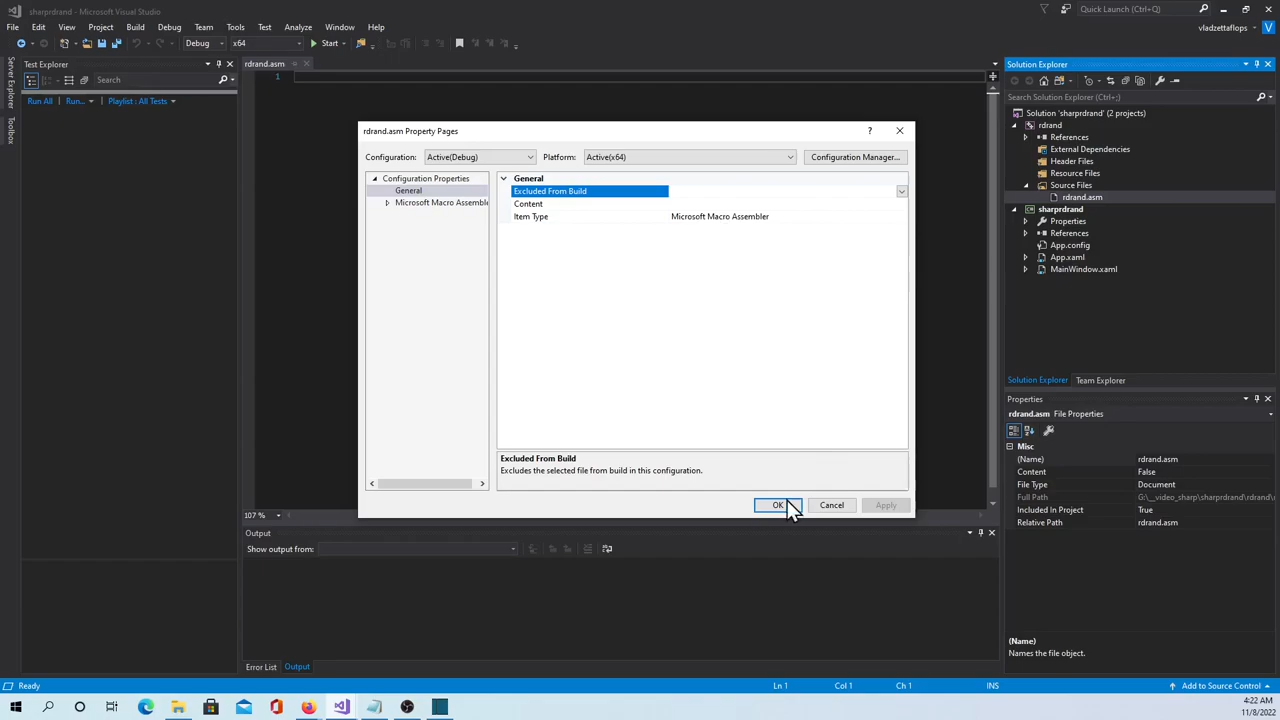 sharprdrand - Microsoft Visual Studio
Quick Launch (Ctrl+Q)
File Edit View Project Build Debug Team Tools Test Analyze Window Help
vladzettaflops V
Debug x64 Start
Server Explorer
Toolbox
Test Explorer
Search
Run All Run... Playlist : All Tests
rdrand.asm
1
rdrand.asm Property Pages
?
Configuration: Active(Debug) Platform: Active(x64) Configuration Manager...
Configuration Properties
General
Microsoft Macro Assemble
General
Excluded From Build
Content
Item Type Microsoft Macro Assembler
Excluded From Build
Excludes the selected file from build in this configuration.
OK Cancel Apply
107 %
Output
Show output from:
Error List Output
Solution Explorer
Search Solution Explorer (Ctrl+;)
Solution 'sharprdrand' (2 projects)
rdrand
References
External Dependencies
Header Files
Resource Files
Source Files
rdrand.asm
sharprdrand
Properties
References
App.config
App.xaml
MainWindow.xaml
Solution Explorer Team Explorer
Properties
rdrand.asm File Properties
Misc
(Name) rdrand.asm
Content False
File Type Document
Full Path G:\__video_sharp\sharprdrand\rdrand\
Included In Project True
Relative Path rdrand.asm
(Name)
Names the file object.
Ready Ln 1 Col 1 Ch 1 INS Add to Source Control
4:22 AM
11/8/2022